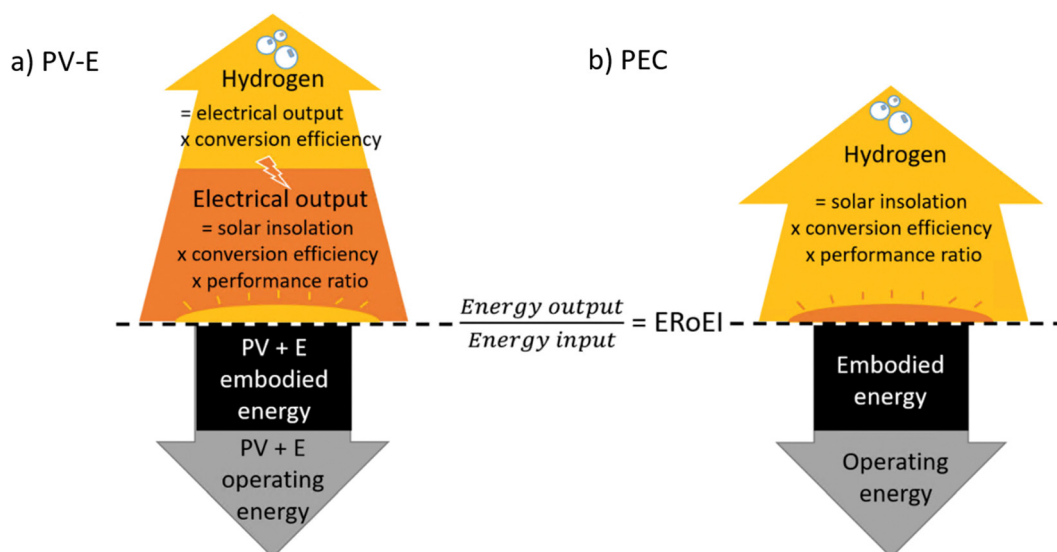 a) PV-E
Hydrogen
= electrical output
x conversion efficiency
Electrical output
= solar insolation
x conversion efficiency
x performance ratio
PV + E
embodied
energy
PV + E
operating
energy
Energy output
Energy input
= ERoEI
b) PEC
Hydrogen
= solar insolation
x conversion efficiency
x performance ratio
Embodied
energy
Operating
energy